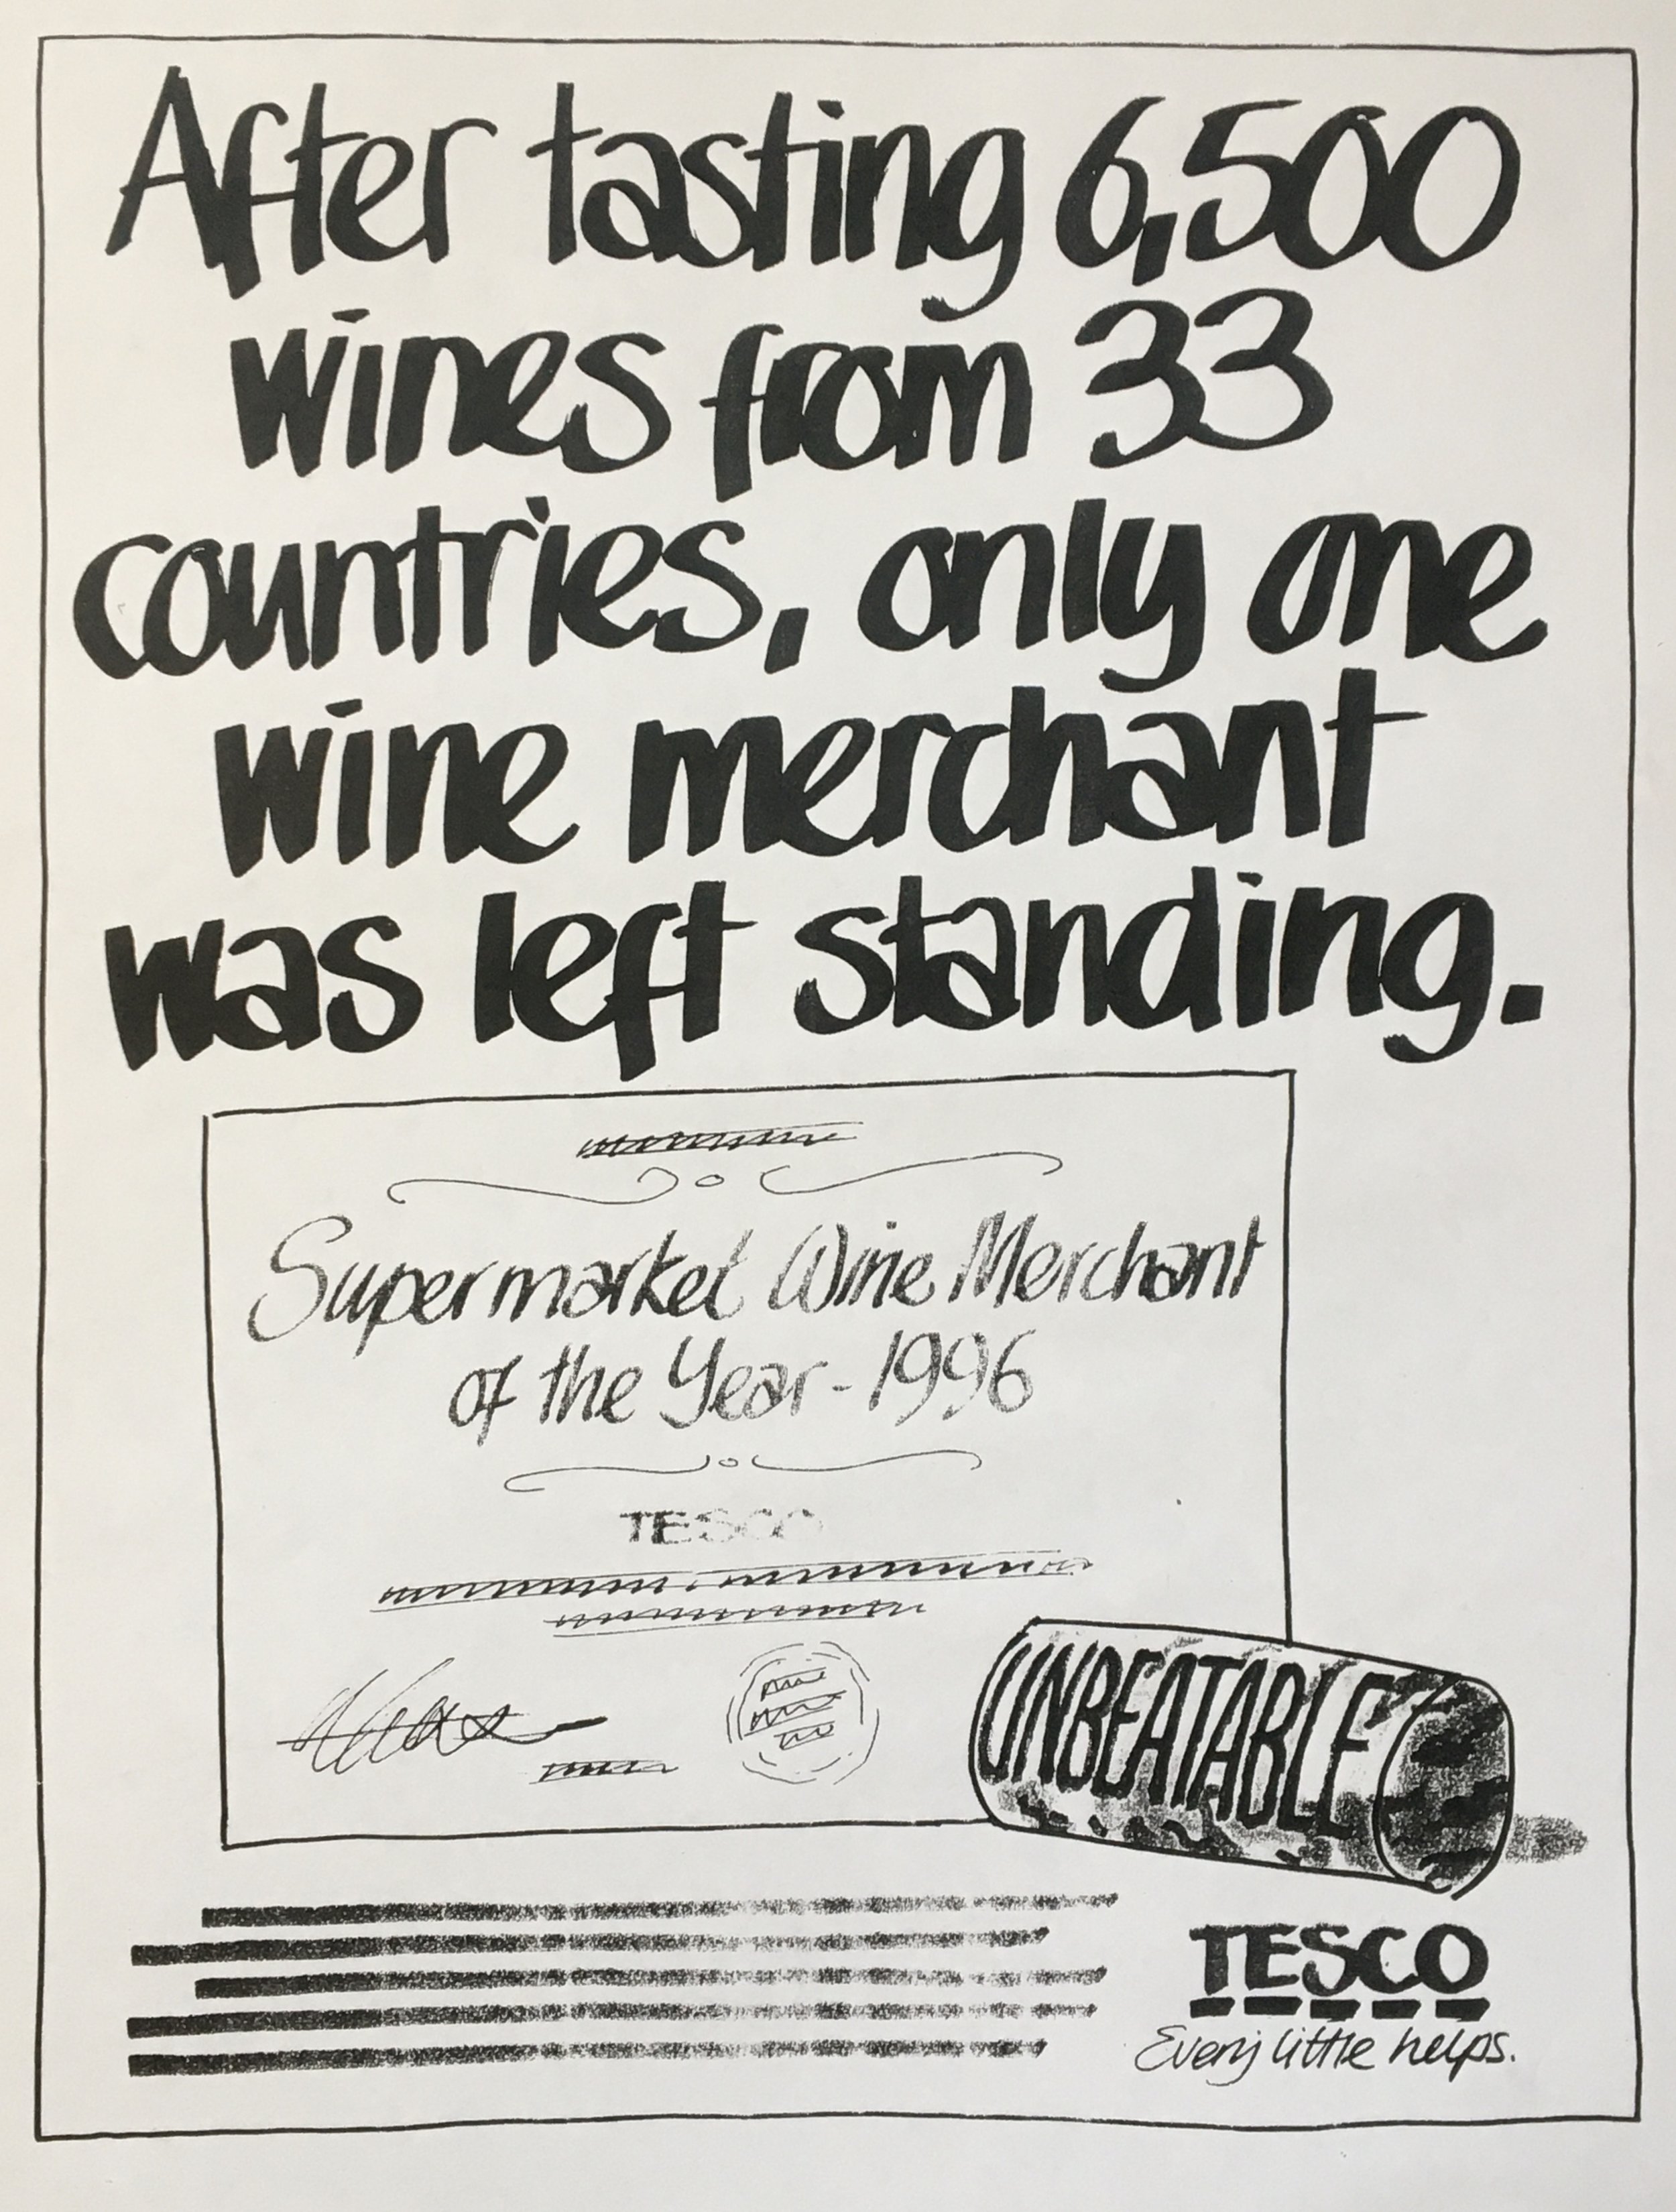 After tasting 6,500
wines from 33
countries, only one
wine merchant
was left standing.
Supermarket Wine Merchant
of the Year - 1996
TESCO
UNBEATABLE
TESCO
Every little helps.